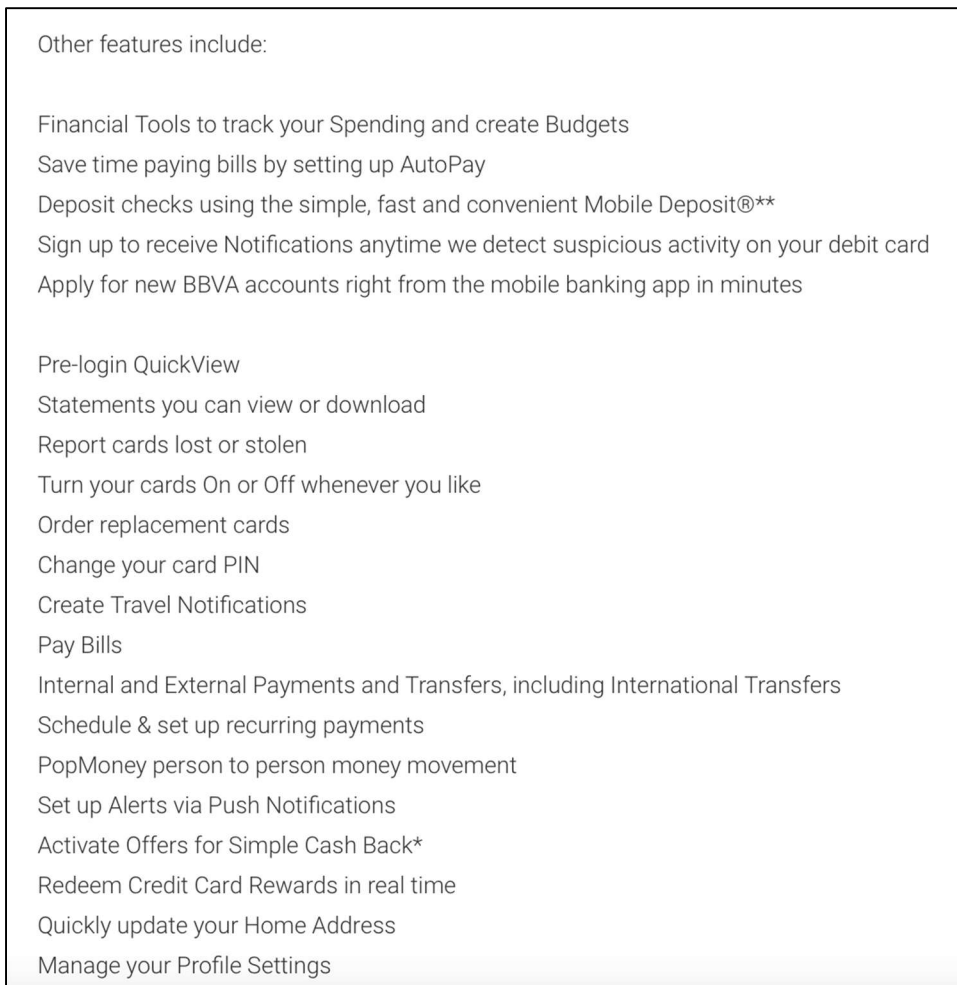 Other features include:
Financial Tools to track your Spending and create Budgets
Save time paying bills by setting up AutoPay
Deposit checks using the simple, fast and convenient Mobile Deposit®**
Sign up to receive Notifications anytime we detect suspicious activity on your debit card
Apply for new BBVA accounts right from the mobile banking app in minutes
Pre-login QuickView
Statements you can view or download
Report cards lost or stolen
Turn your cards On or Off whenever you like
Order replacement cards
Change your card PIN
Create Travel Notifications
Pay Bills
Internal and External Payments and Transfers, including International Transfers
Schedule & set up recurring payments
PopMoney person to person money movement
Set up Alerts via Push Notifications
Activate Offers for Simple Cash Back*
Redeem Credit Card Rewards in real time
Quickly update your Home Address
Manage your Profile Settings